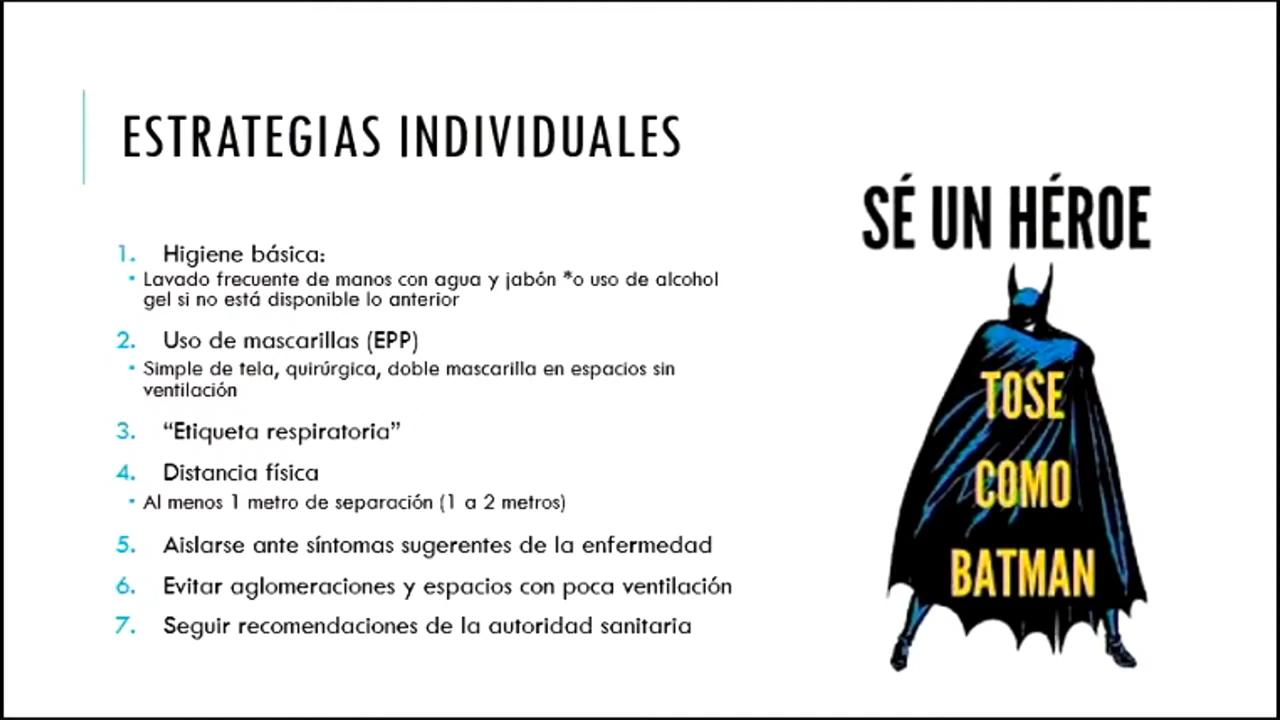 ESTRATEGIAS INDIVIDUALES
1. Higiene básica:
▪ Lavado frecuente de manos con agua y jabón *o uso de alcohol
gel si no está disponible lo anterior
2. Uso de mascarillas (EPP)
▪ Simple de tela, quirúrgica, doble mascarilla en espacios sin
ventilación
3. “Etiqueta respiratoria”
4. Distancia física
▪ Al menos 1 metro de separación (1 a 2 metros)
5. Aislarse ante síntomas sugerentes de la enfermedad
6. Evitar aglomeraciones y espacios con poca ventilación
7. Seguir recomendaciones de la autoridad sanitaria
SÉ UN HÉROE
TOSE
COMO
BATMAN